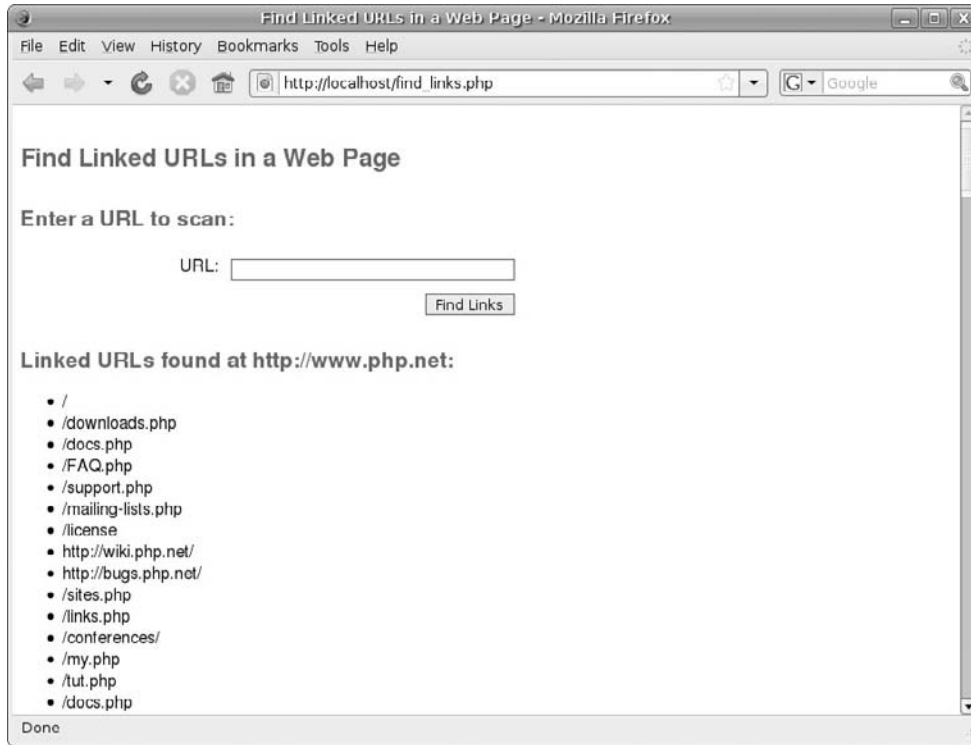 Find Linked URLs in a Web Page - Mozilla Firefox
File Edit View History Bookmarks Tools Help
http://localhost/find_links.php
G Google
Find Linked URLs in a Web Page
Enter a URL to scan:
URL:
Find Links
Linked URLs found at http://www.php.net:
• /
• /downloads.php
• /docs.php
• /FAQ.php
• /support.php
• /mailing-lists.php
• /license
• http://wiki.php.net/
• http://bugs.php.net/
• /sites.php
• /links.php
• /conferences/
• /my.php
• /tut.php
• /docs.php
Done